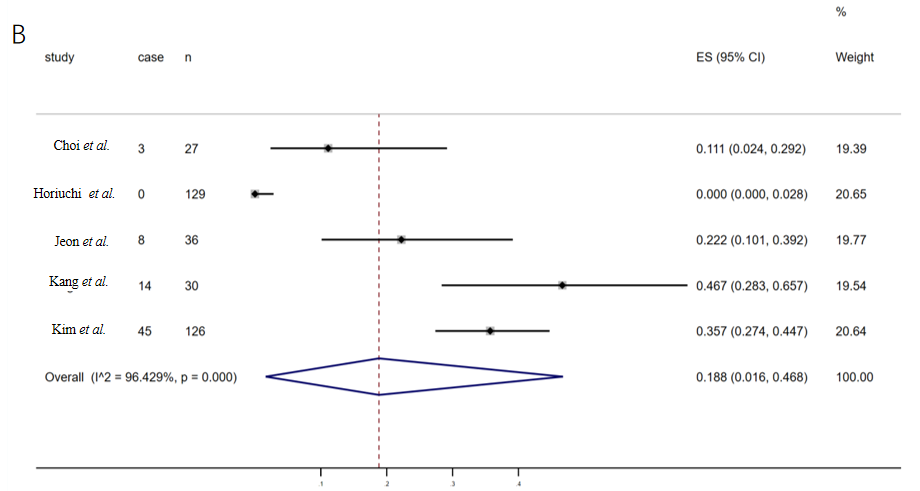 %
B
study case n ES (95% CI) Weight
Choi et al. 3 27 0.111 (0.024, 0.292) 19.39
Horiuchi et al. 0 129 0.000 (0.000, 0.028) 20.65
Jeon et al. 8 36 0.222 (0.101, 0.392) 19.77
Kang et al. 14 30 0.467 (0.283, 0.657) 19.54
Kim et al. 45 126 0.357 (0.274, 0.447) 20.64
Overall (I^2 = 96.429%, p = 0.000) 0.188 (0.016, 0.468) 100.00
.1 .2 .3 .4